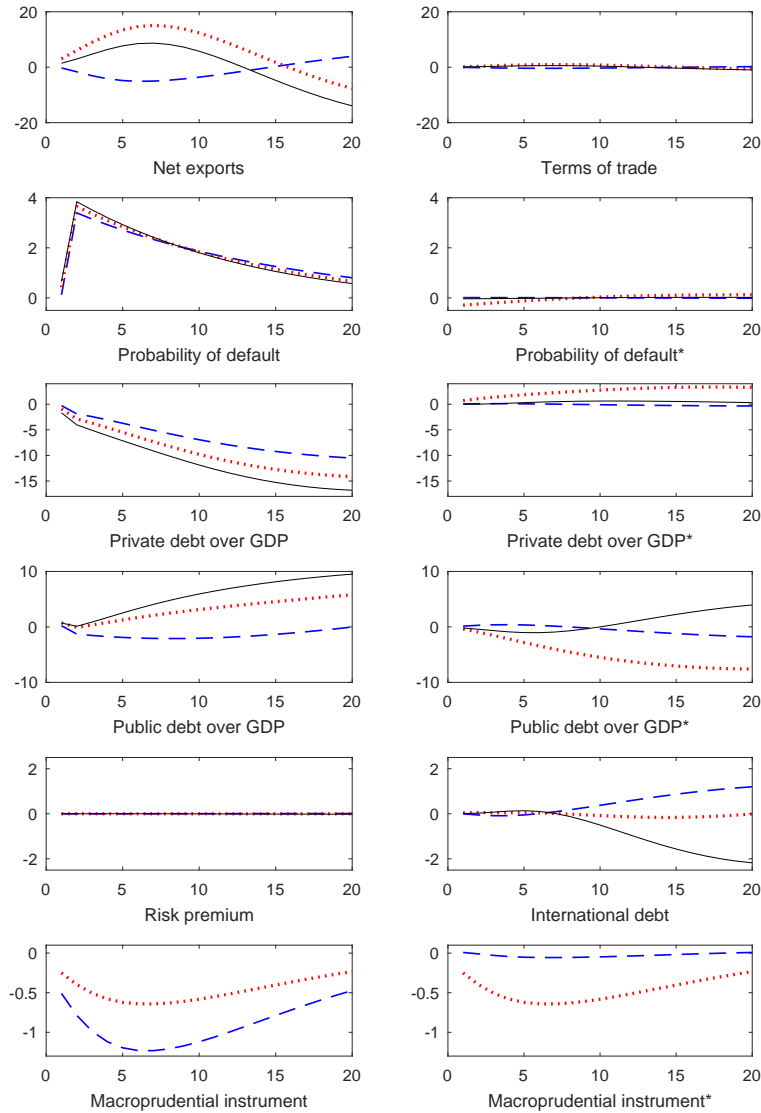 20
0
-20
0 5 10 15 20
Net exports
20
0
-20
0 5 10 15 20
Terms of trade
4
2
0
0 5 10 15 20
Probability of default
4
2
0
0 5 10 15 20
Probability of default*
0
-5
-10
-15
0 5 10 15 20
Private debt over GDP
0
-5
-10
-15
0 5 10 15 20
Private debt over GDP*
10
0
-10
0 5 10 15 20
Public debt over GDP
10
0
-10
0 5 10 15 20
Public debt over GDP*
2
0
-2
0 5 10 15 20
Risk premium
2
0
-2
0 5 10 15 20
International debt
0
-0.5
-1
0 5 10 15 20
Macroprudential instrument
0
-0.5
-1
0 5 10 15 20
Macroprudential instrument*